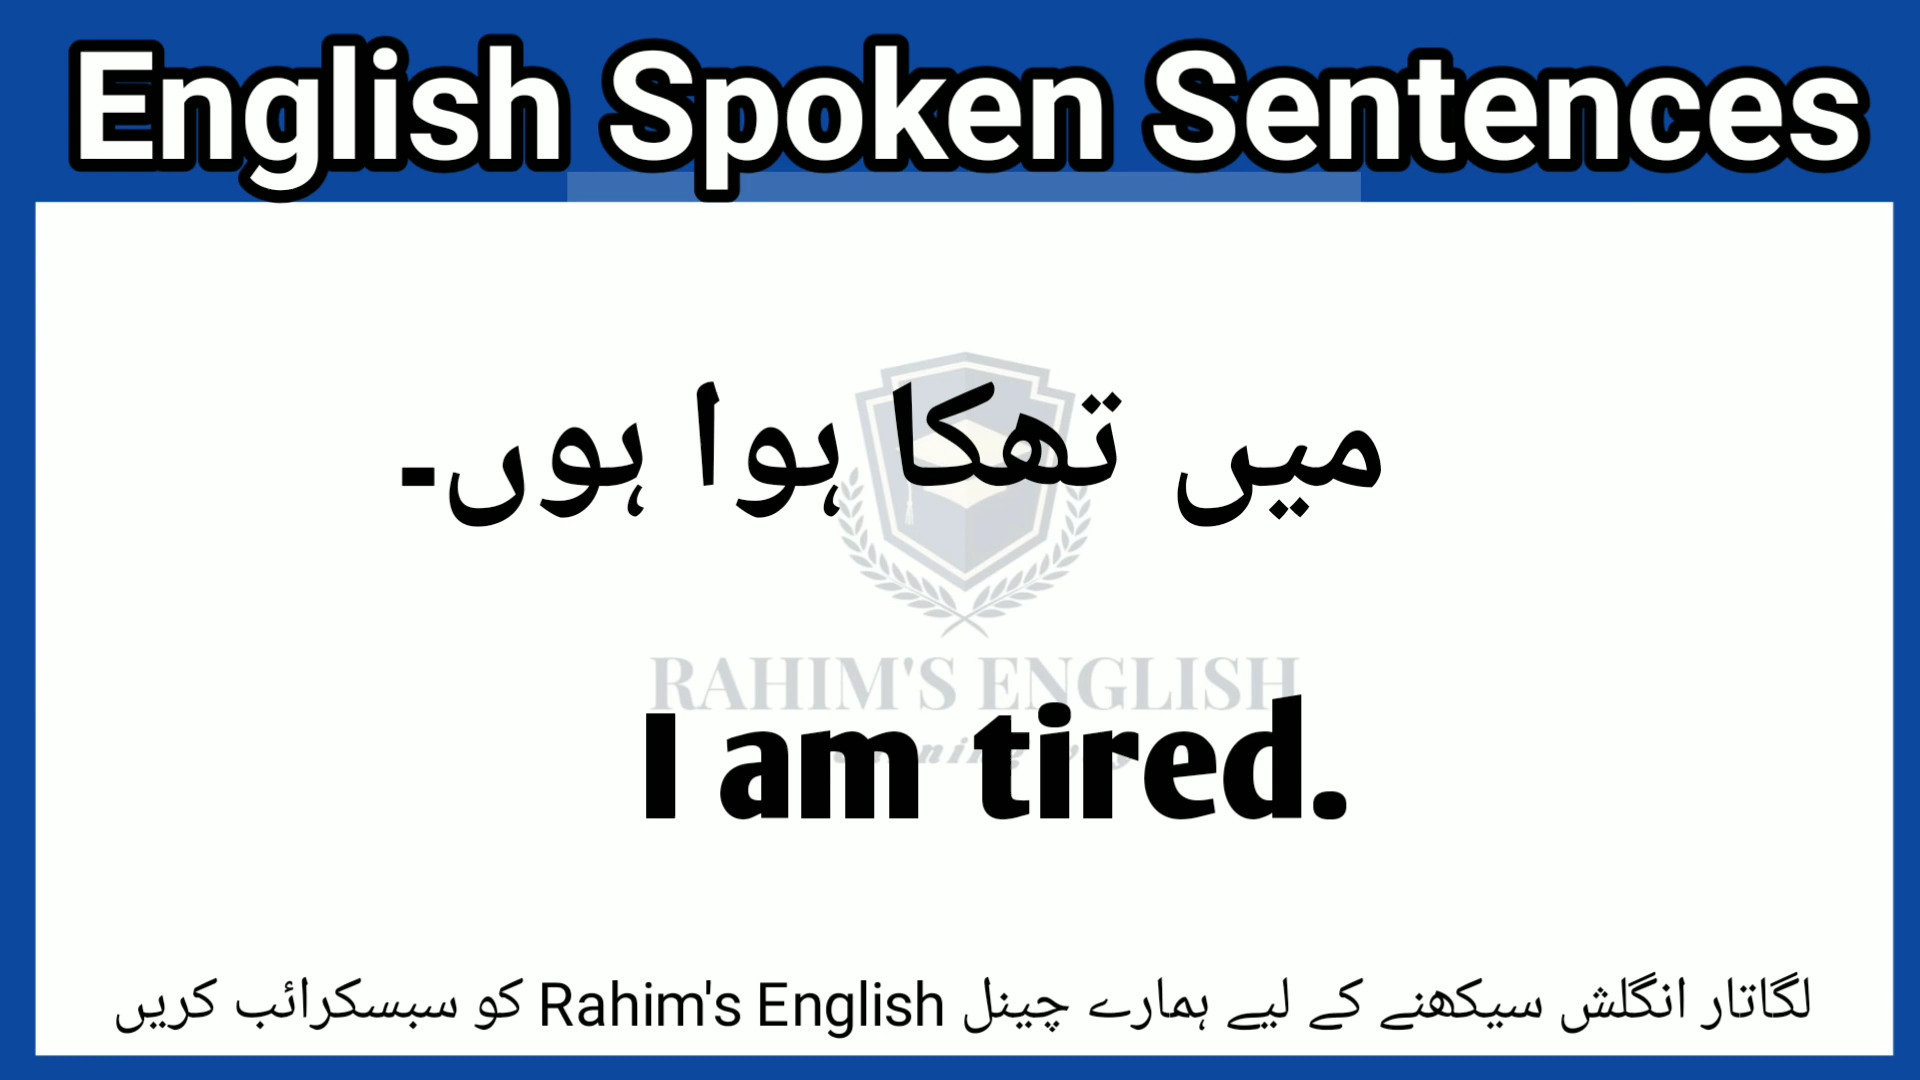 English Spoken Sentences
میں تھکا ہوا ہوں۔
RAHIM'S ENGLISH
I am tired.
لگاتار انگلش سیکھنے کے لیے ہمارے چینل Rahim's English کو سبسکرائب کریں